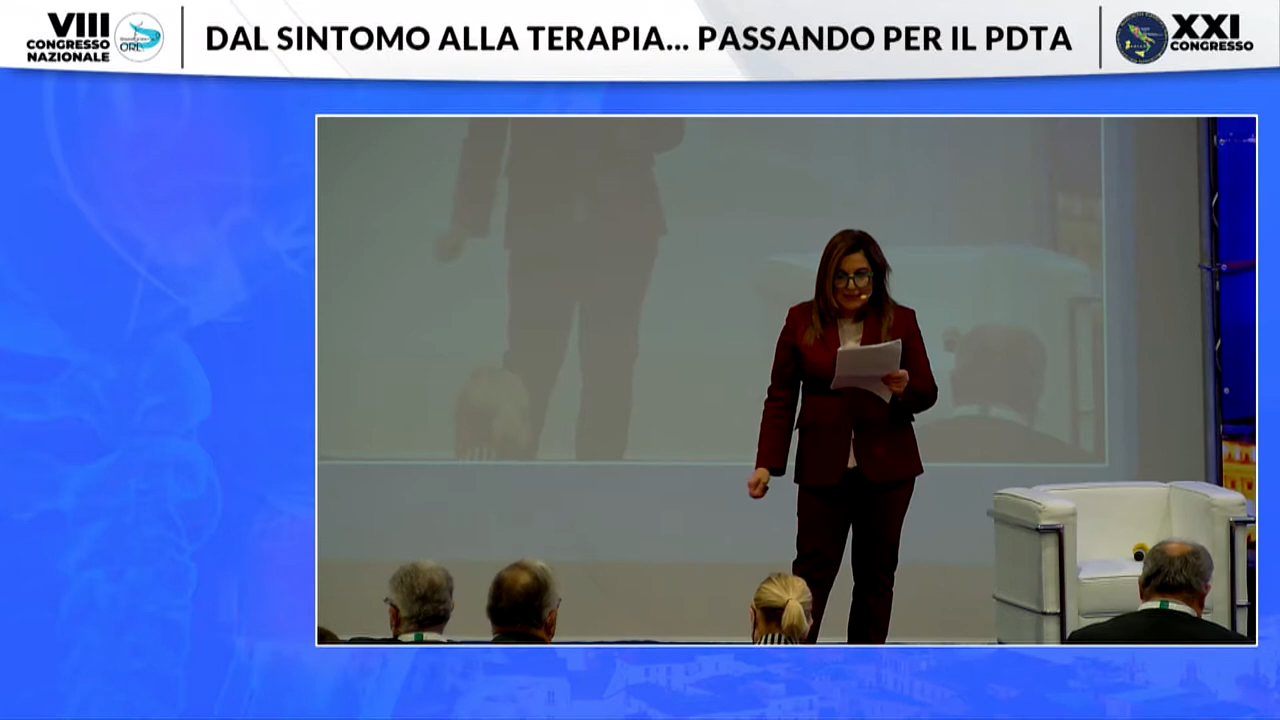 VIII
CONGRESSO
NAZIONALE
ORL
DAL SINTOMO ALLA TERAPIA... PASSANDO PER IL PDTA
XXI
CONGRESSO